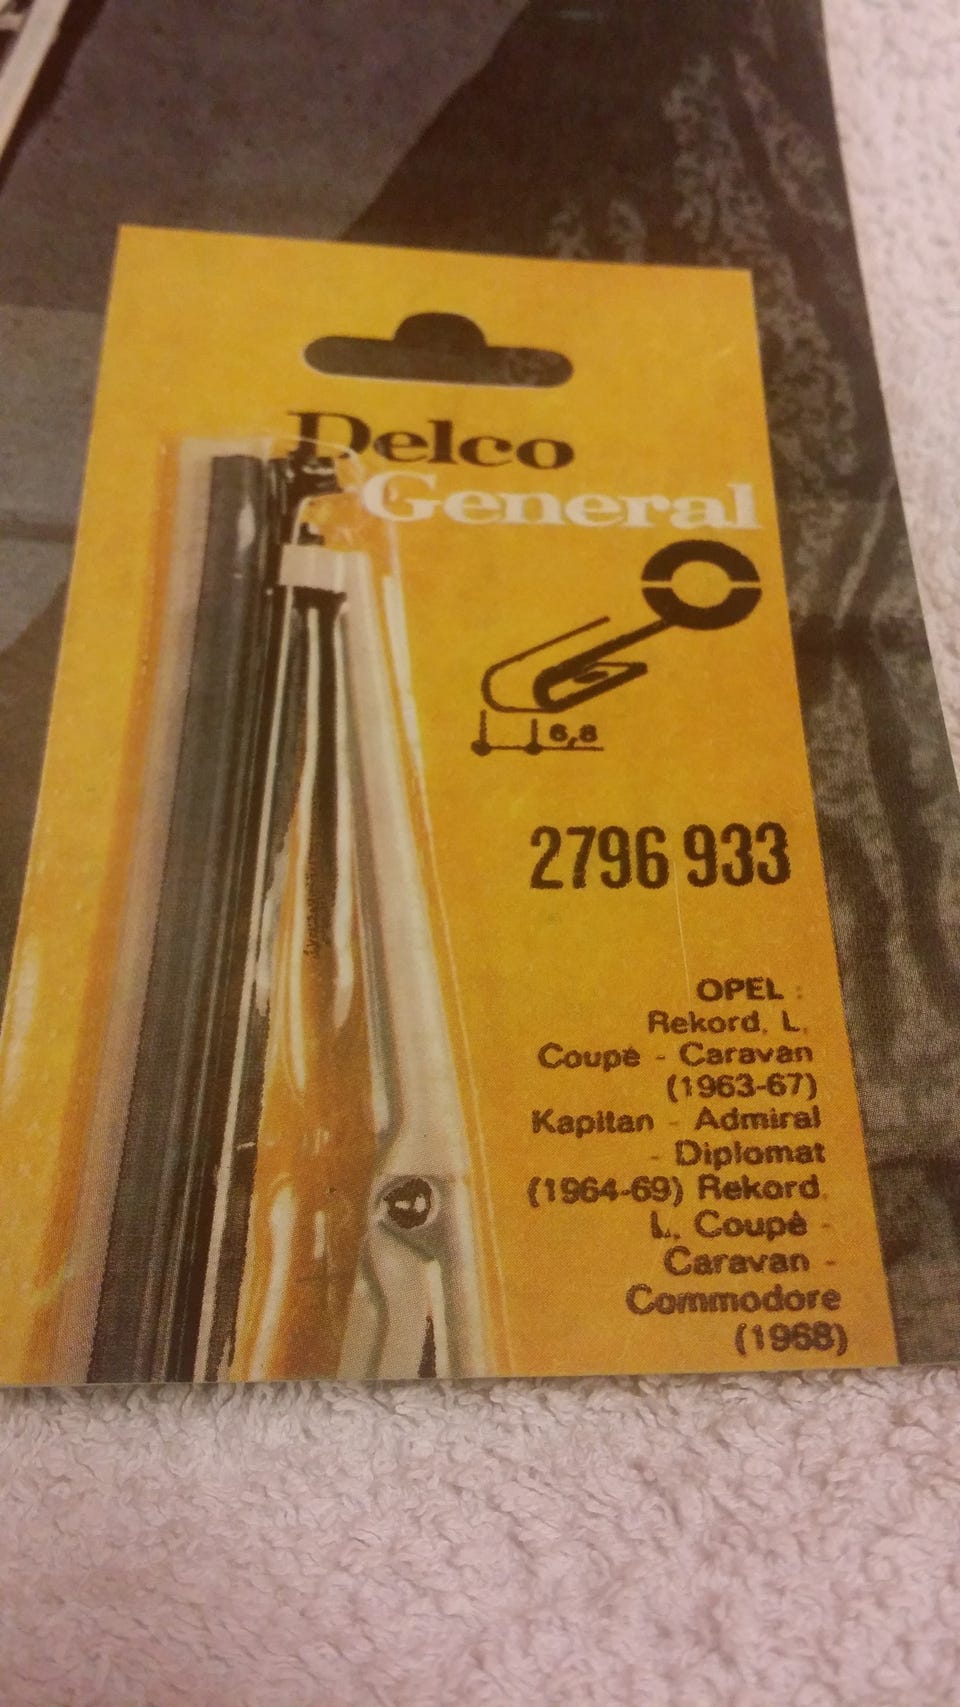 Delco
General
6,8
2796 933
OPEL :
Rekord, L,
Coupé - Caravan
(1963-67)
Kapitan - Admiral
- Diplomat
(1964-69) Rekord,
L, Coupé -
Caravan -
Commodore
(1968)